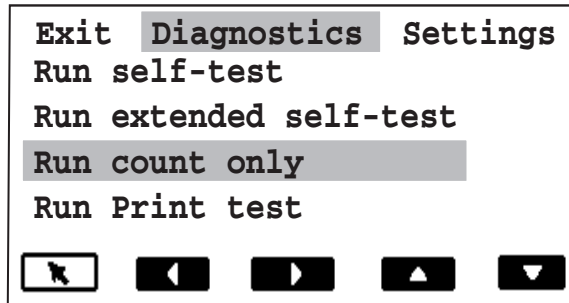 Exit Diagnostics Settings
Run self-test
Run extended self-test
Run count only
Run Print test